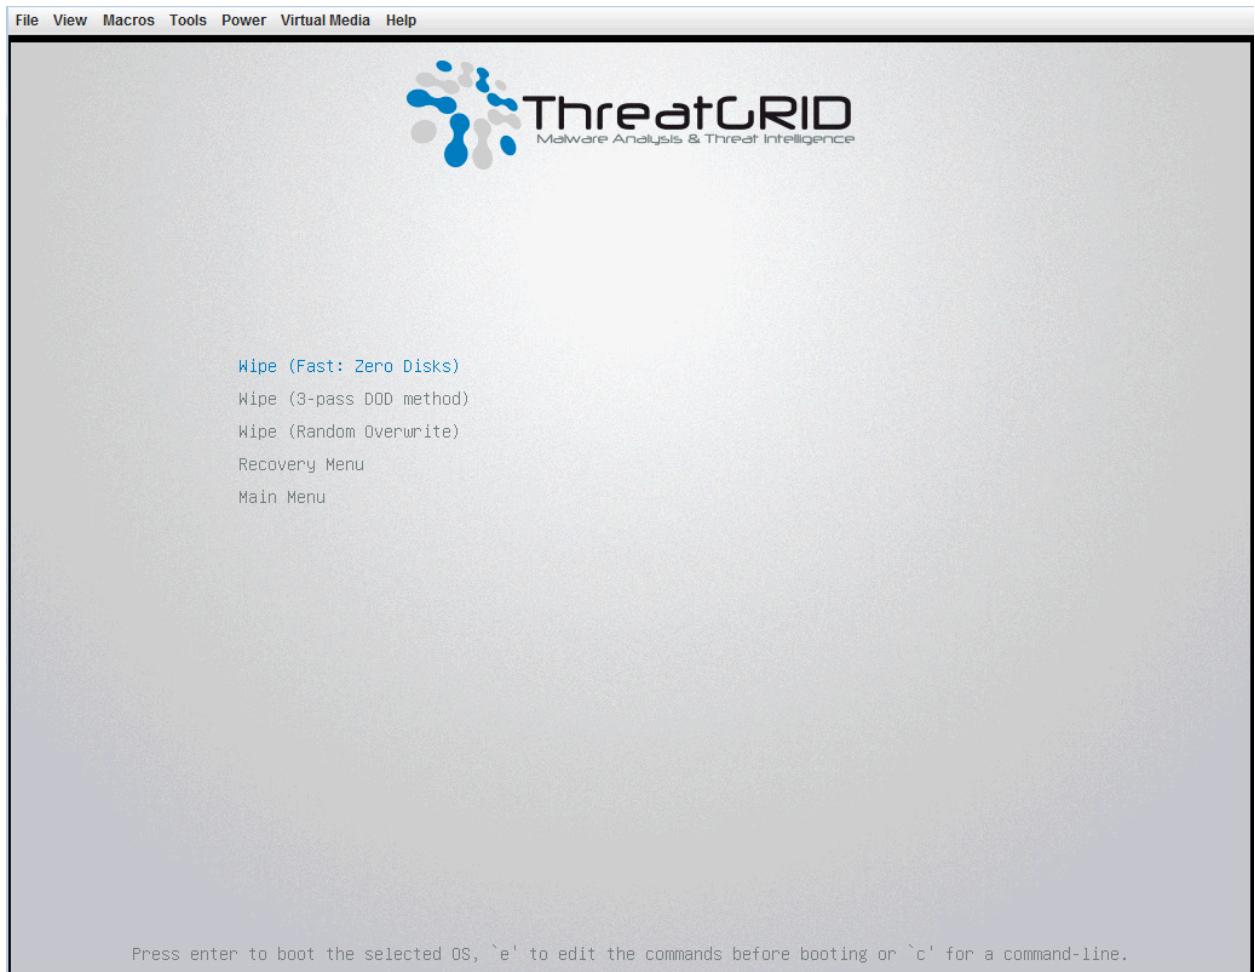 File View Macros Tools Power Virtual Media Help
ThreatGRID
Malware Analysis & Threat Intelligence
Wipe (Fast: Zero Disks)
Wipe (3-pass DOD method)
Wipe (Random Overwrite)
Recovery Menu
Main Menu
Press enter to boot the selected OS, `e' to edit the commands before booting or `c' for a command-line.